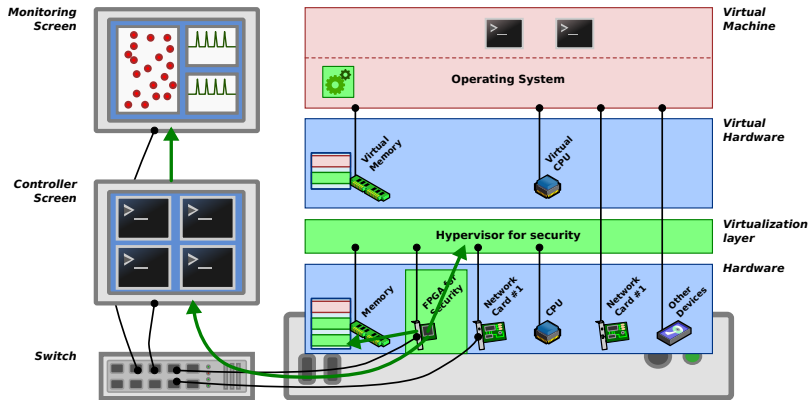 Monitoring
Screen
Virtual
Machine
>_
>_
Operating System
Virtual
Hardware
Virtual
Memory
Virtual
CPU
Controller
Screen
>_
>_
>_
>_
Virtualization
layer
Hypervisor for security
Hardware
Memory
FPGA for
Security
Network
Card #1
CPU
Network
Card #1
Other
Devices
Switch